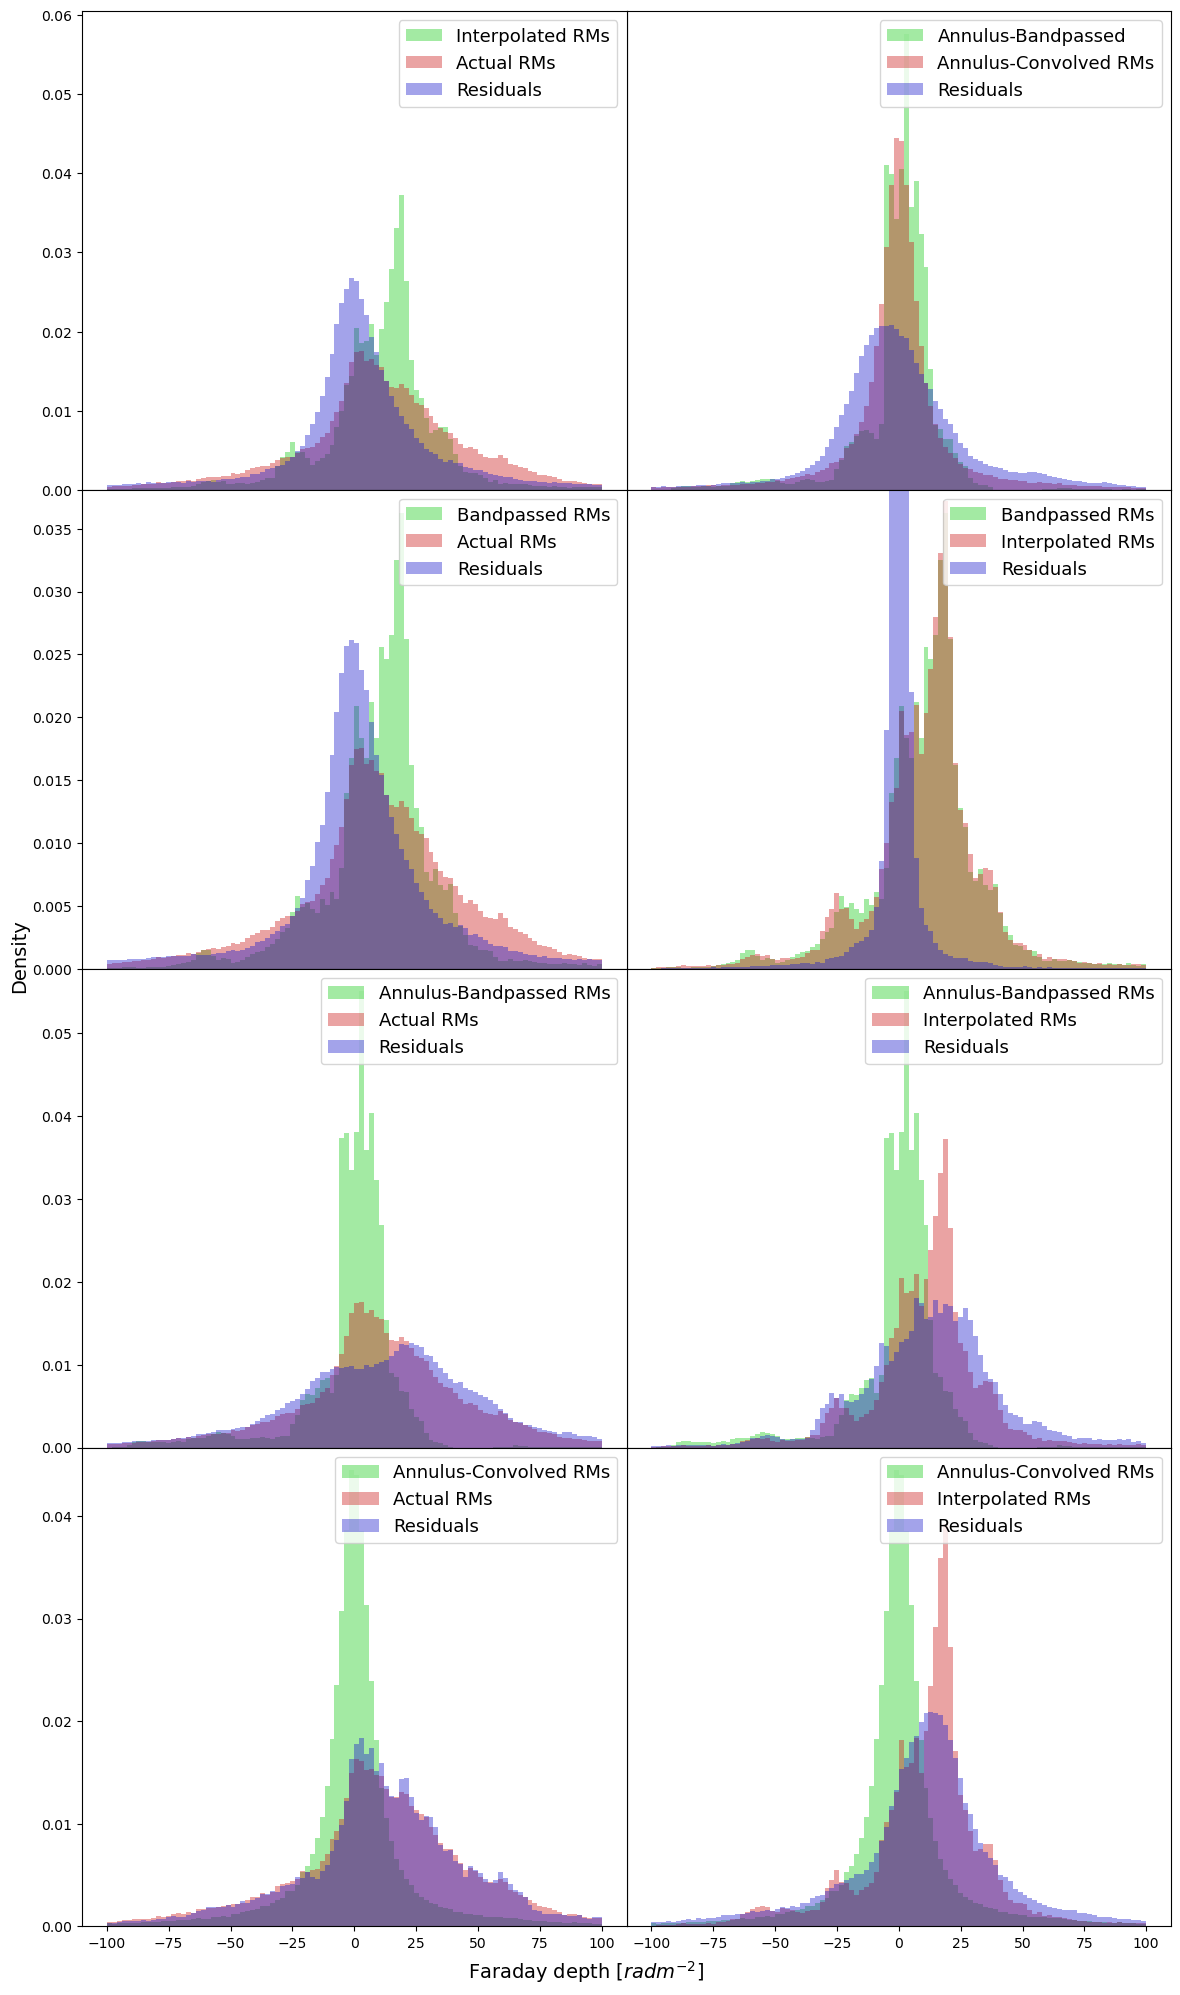 0.06
0.05
0.04
0.03
0.02
0.01
0.00
Interpolated RMs
Actual RMs
Residuals
Annulus-Bandpassed
Annulus-Convolved RMs
Residuals
0.035
0.030
0.025
0.020
0.015
0.010
0.005
0.000
Bandpassed RMs
Actual RMs
Residuals
Bandpassed RMs
Interpolated RMs
Residuals
Density
0.05
0.04
0.03
0.02
0.01
0.00
Annulus-Bandpassed RMs
Actual RMs
Residuals
Annulus-Bandpassed RMs
Interpolated RMs
Residuals
0.04
0.03
0.02
0.01
0.00
Annulus-Convolved RMs
Actual RMs
Residuals
Annulus-Convolved RMs
Interpolated RMs
Residuals
−100 −75 −50 −25 0 25 50 75 100
−100 −75 −50 −25 0 25 50 75 100
Faraday depth [radm⁻²]